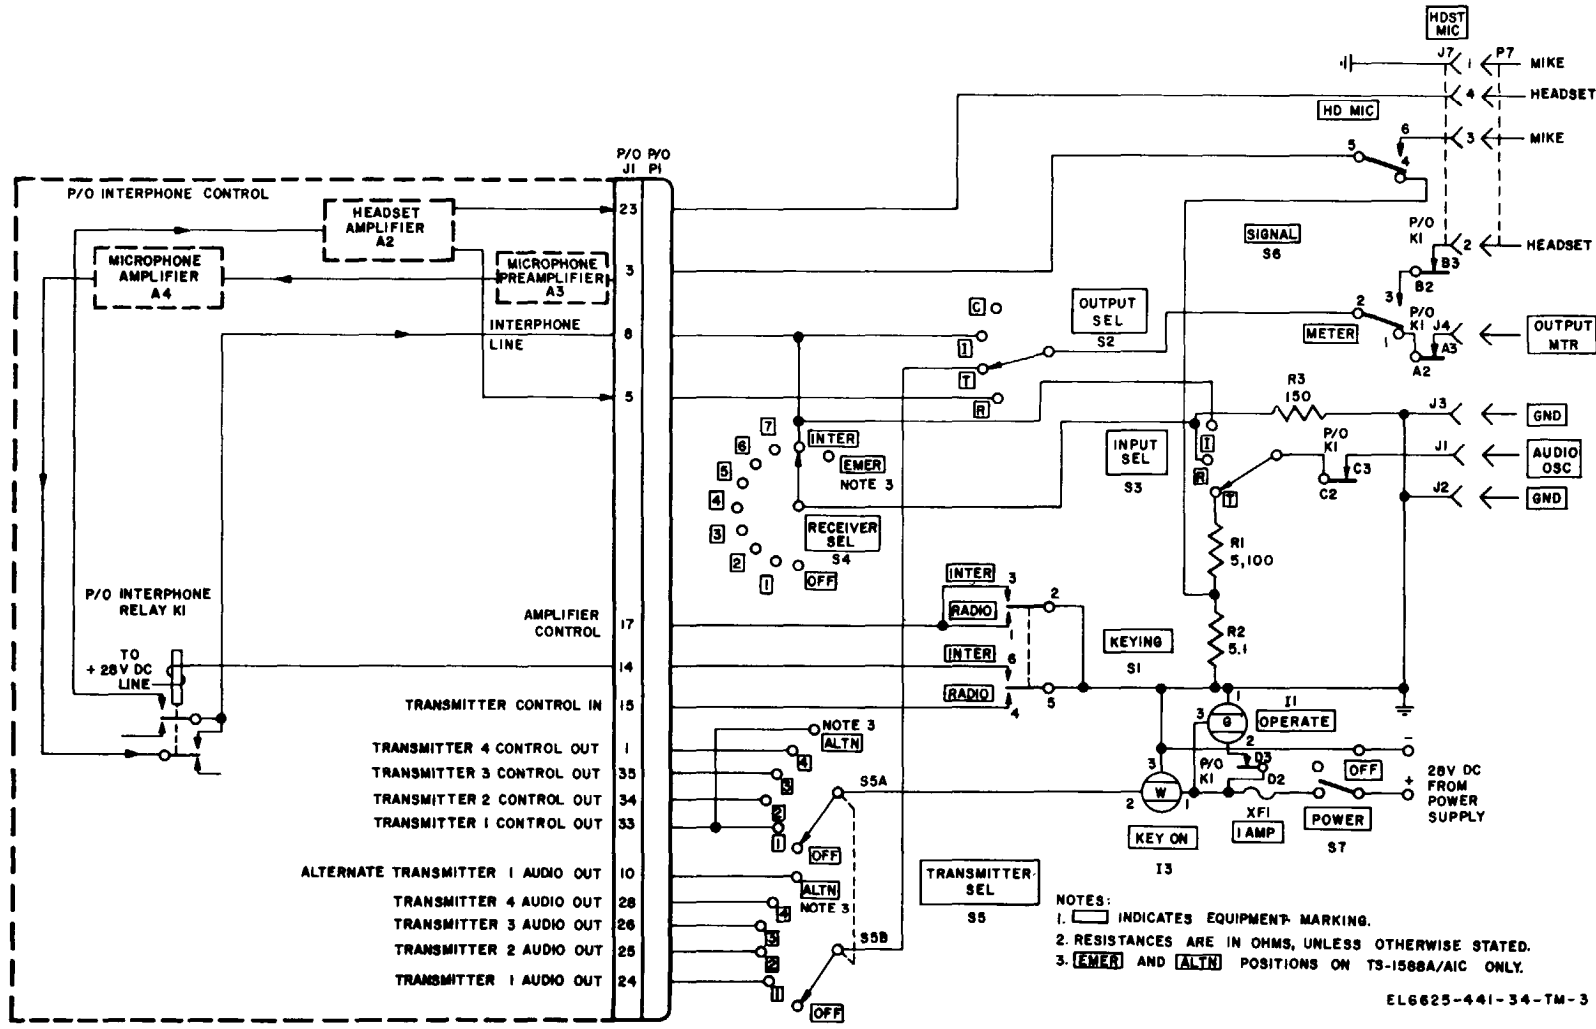 HDST
MIC
J7 1 P7 MIKE
4 HEADSET
HD MIC
6
3 MIKE
5
4
P/O P/O
J1 P1
P/O INTERPHONE CONTROL
HEADSET
AMPLIFIER
A2
23
P/O
K1
SIGNAL
S6
2 HEADSET
MICROPHONE
AMPLIFIER
A4
MICROPHONE
PREAMPLIFIER
A3
3
B3
B2
3
C
OUTPUT
SEL
S2
2
P/O
K1
J4
OUTPUT
MTR
INTERPHONE
LINE
8
I
METER
1
A3
A2
T
R3
150
5
R
J3
GND
7
INTER
6
EMER
NOTE 3
5
4
3
2
1
OFF
RECEIVER
SEL
S4
INPUT
SEL
S3
I
R
T
P/O
K1
C3
C2
J1
AUDIO
OSC
J2
GND
R1
5,100
P/O INTERPHONE
RELAY K1
INTER
3
2
AMPLIFIER
CONTROL
17
RADIO
1
KEYING
S1
R2
5.1
TO
+ 28V DC
LINE
14
INTER
6
RADIO
4
5
TRANSMITTER CONTROL IN 15
NOTE 3
ALTN
3
1
G
2
I1
OPERATE
TRANSMITTER 4 CONTROL OUT 1
4
TRANSMITTER 3 CONTROL OUT 35
3
TRANSMITTER 2 CONTROL OUT 34
2
TRANSMITTER 1 CONTROL OUT 33
1
OFF
S5A
3
2
W
1
P/O
K1
D3
D2
OFF
-
+
28V DC
FROM
POWER
SUPPLY
KEY ON
I3
XF1
1 AMP
POWER
S7
ALTERNATE TRANSMITTER 1 AUDIO OUT 10
ALTN
NOTE 3
TRANSMITTER 4 AUDIO OUT 28
4
TRANSMITTER 3 AUDIO OUT 26
3
TRANSMITTER 2 AUDIO OUT 25
2
TRANSMITTER 1 AUDIO OUT 24
1
OFF
S5B
TRANSMITTER
SEL
S5
NOTES:
1. INDICATES EQUIPMENT MARKING.
2. RESISTANCES ARE IN OHMS, UNLESS OTHERWISE STATED.
3. EMER AND ALTN POSITIONS ON TS-1588A/AIC ONLY.
EL6625-441-34-TM-3